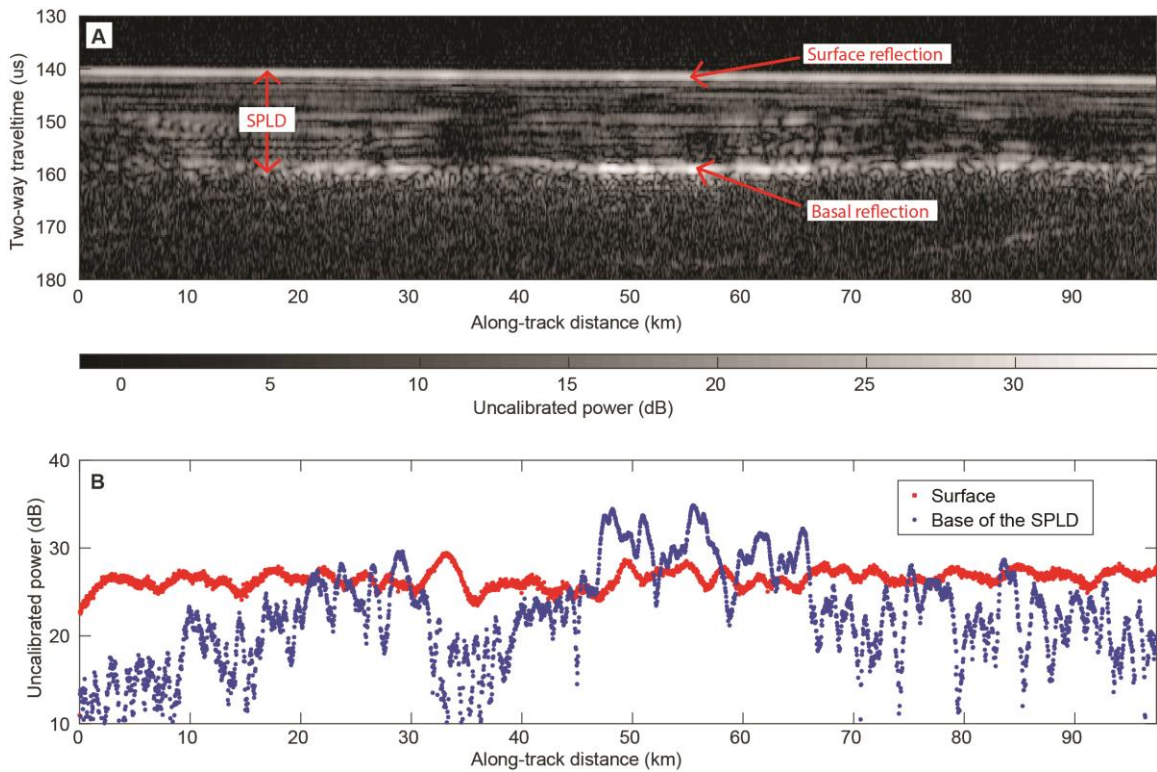 A
130
140
150
160
170
180
Two-way traveltime (us)
Surface reflection
SPLD
Basal reflection
0 10 20 30 40 50 60 70 80 90
Along-track distance (km)
0 5 10 15 20 25 30
Uncalibrated power (dB)
B
40
30
20
10
Uncalibrated power (dB)
Surface
Base of the SPLD
0 10 20 30 40 50 60 70 80 90
Along-track distance (km)